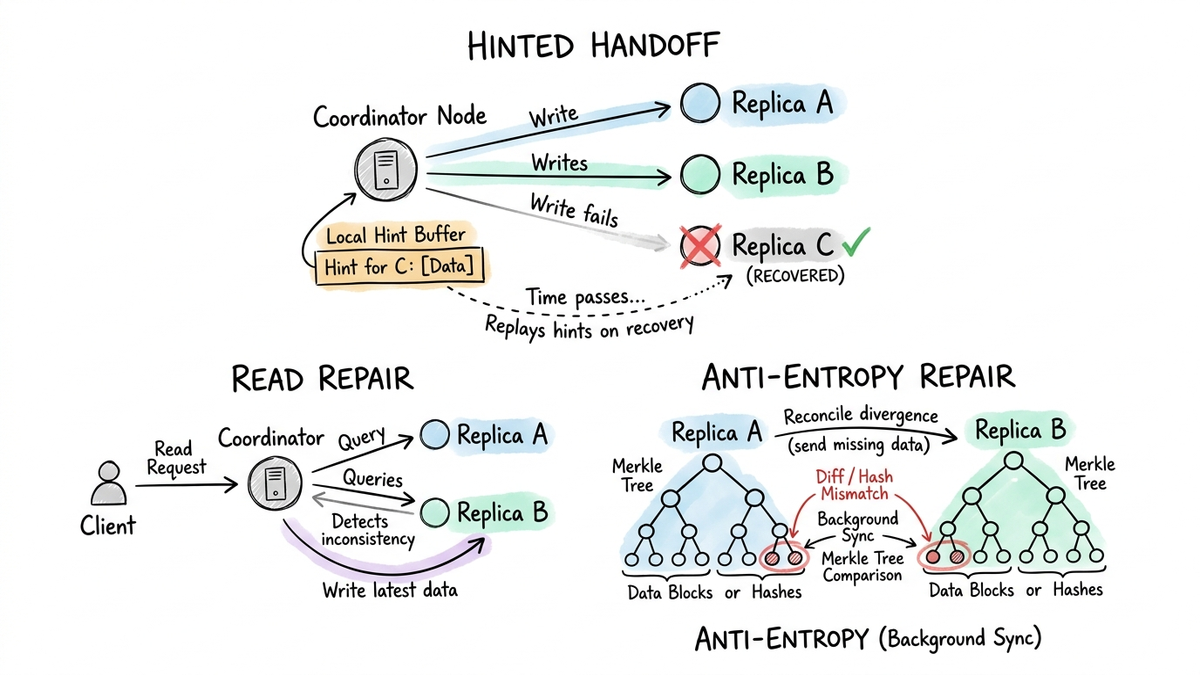 HINTED HANDOFF
Coordinator Node
Write
Replica A
Writes
Replica B
Write fails
Replica C
(RECOVERED)
Local Hint Buffer
Hint for C: [Data]
Time passes...
Replays hints on recovery
READ REPAIR
Client
Read
Request
Coordinator
Query
Replica A
Queries
Replica B
Detects
inconsistency
Write latest data
ANTI-ENTROPY REPAIR
Replica A
Reconcile divergence
(send missing data)
Replica B
Merkle
Tree
Diff / Hash
Mismatch
Merkle
Tree
Background
Sync
Merkle Tree
Comparison
Data Blocks or Hashes
Data Blocks or Hashes
ANTI-ENTROPY (Background Sync)